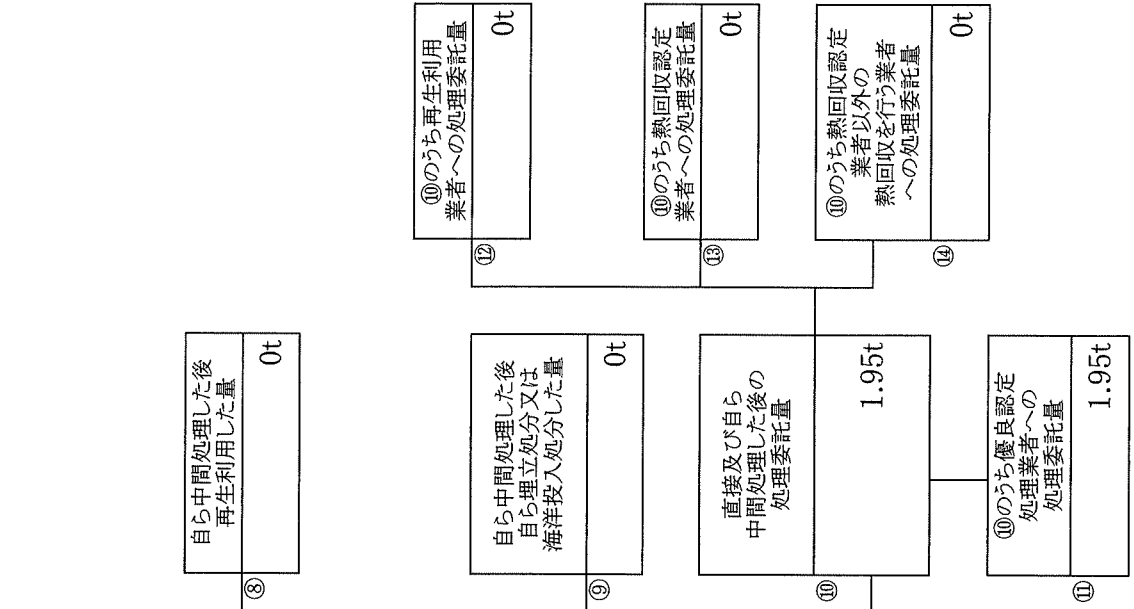 ⑧
自ら中間処理した後
再生利用した量
0t
⑨
自ら中間処理した後
自ら埋立処分又は
海洋投入処分した量
0t
⑩
直接及び自ら
中間処理した後の
処理委託量
1.95t
⑪
⑩のうち優良認定
処理業者への
処理委託量
1.95t
⑫
⑩のうち再生利用
業者への処理委託量
0t
⑬
⑩のうち熱回収認定
業者への処理委託量
0t
⑭
⑩のうち熱回収認定
業者以外の
熱回収を行う業者
への処理委託量
0t